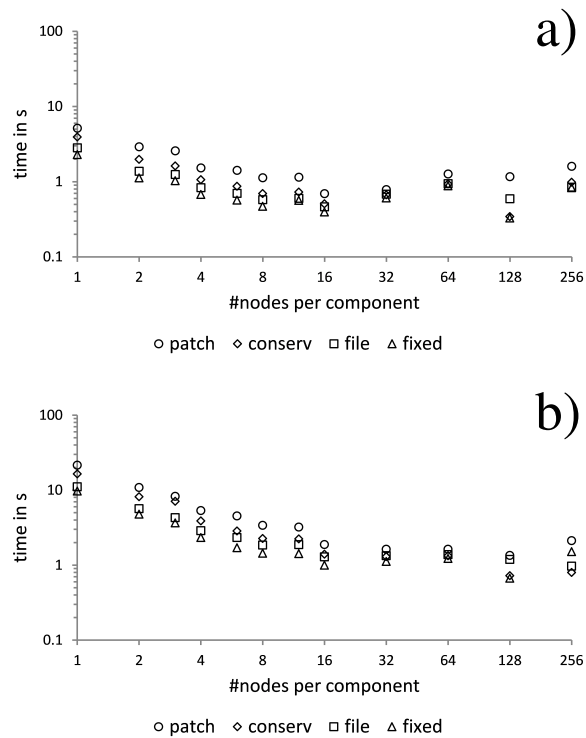 a)
100
10
1
0.1
time in s
1 2 4 8 16 32 64 128 256
#nodes per component
patch conserv file fixed
b)
100
10
1
0.1
time in s
1 2 4 8 16 32 64 128 256
#nodes per component
patch conserv file fixed